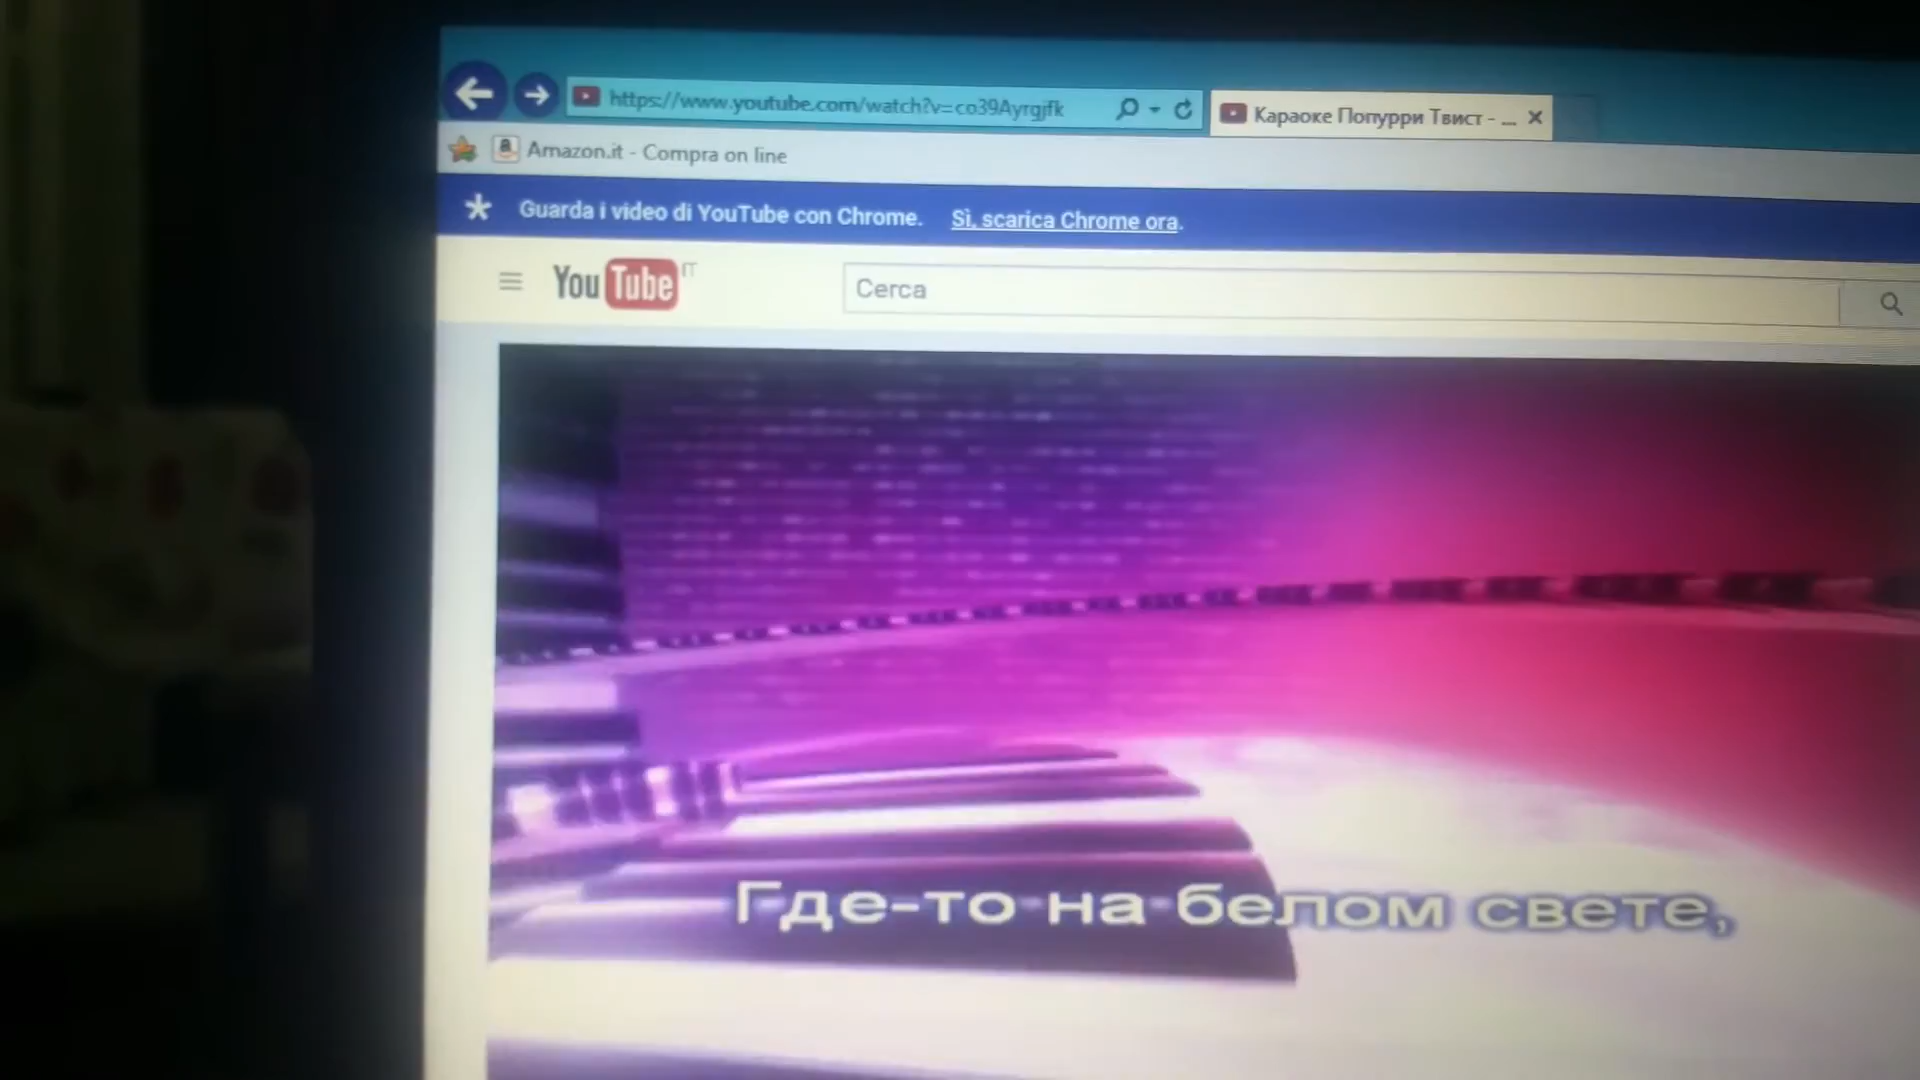 https://www.youtube.com/watch?v=co39Ayrgjfk
Караоке Попурри Твист - ...
Amazon.it - Compra on line
Guarda i video di YouTube con Chrome. Sì, scarica Chrome ora.
YouTube IT
Cerca
Где-то на белом свете,